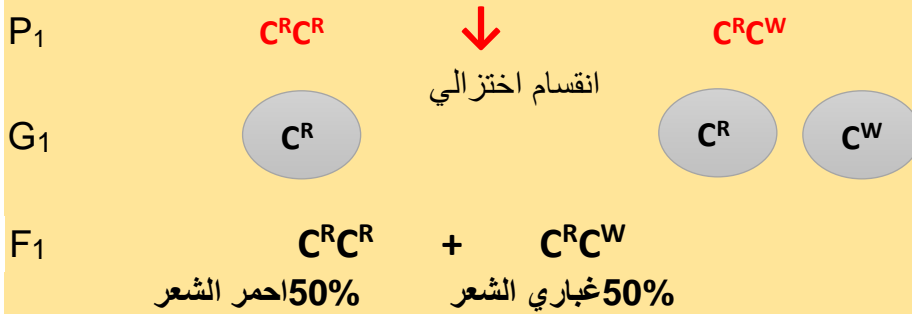 P₁ CᴿCᴿ ↓ CᴿCᵂ
انقسام اختزالي
G₁ Cᴿ Cᴿ Cᵂ
F₁ CᴿCᴿ + CᴿCᵂ
50%احمر الشعر 50%غباري الشعر